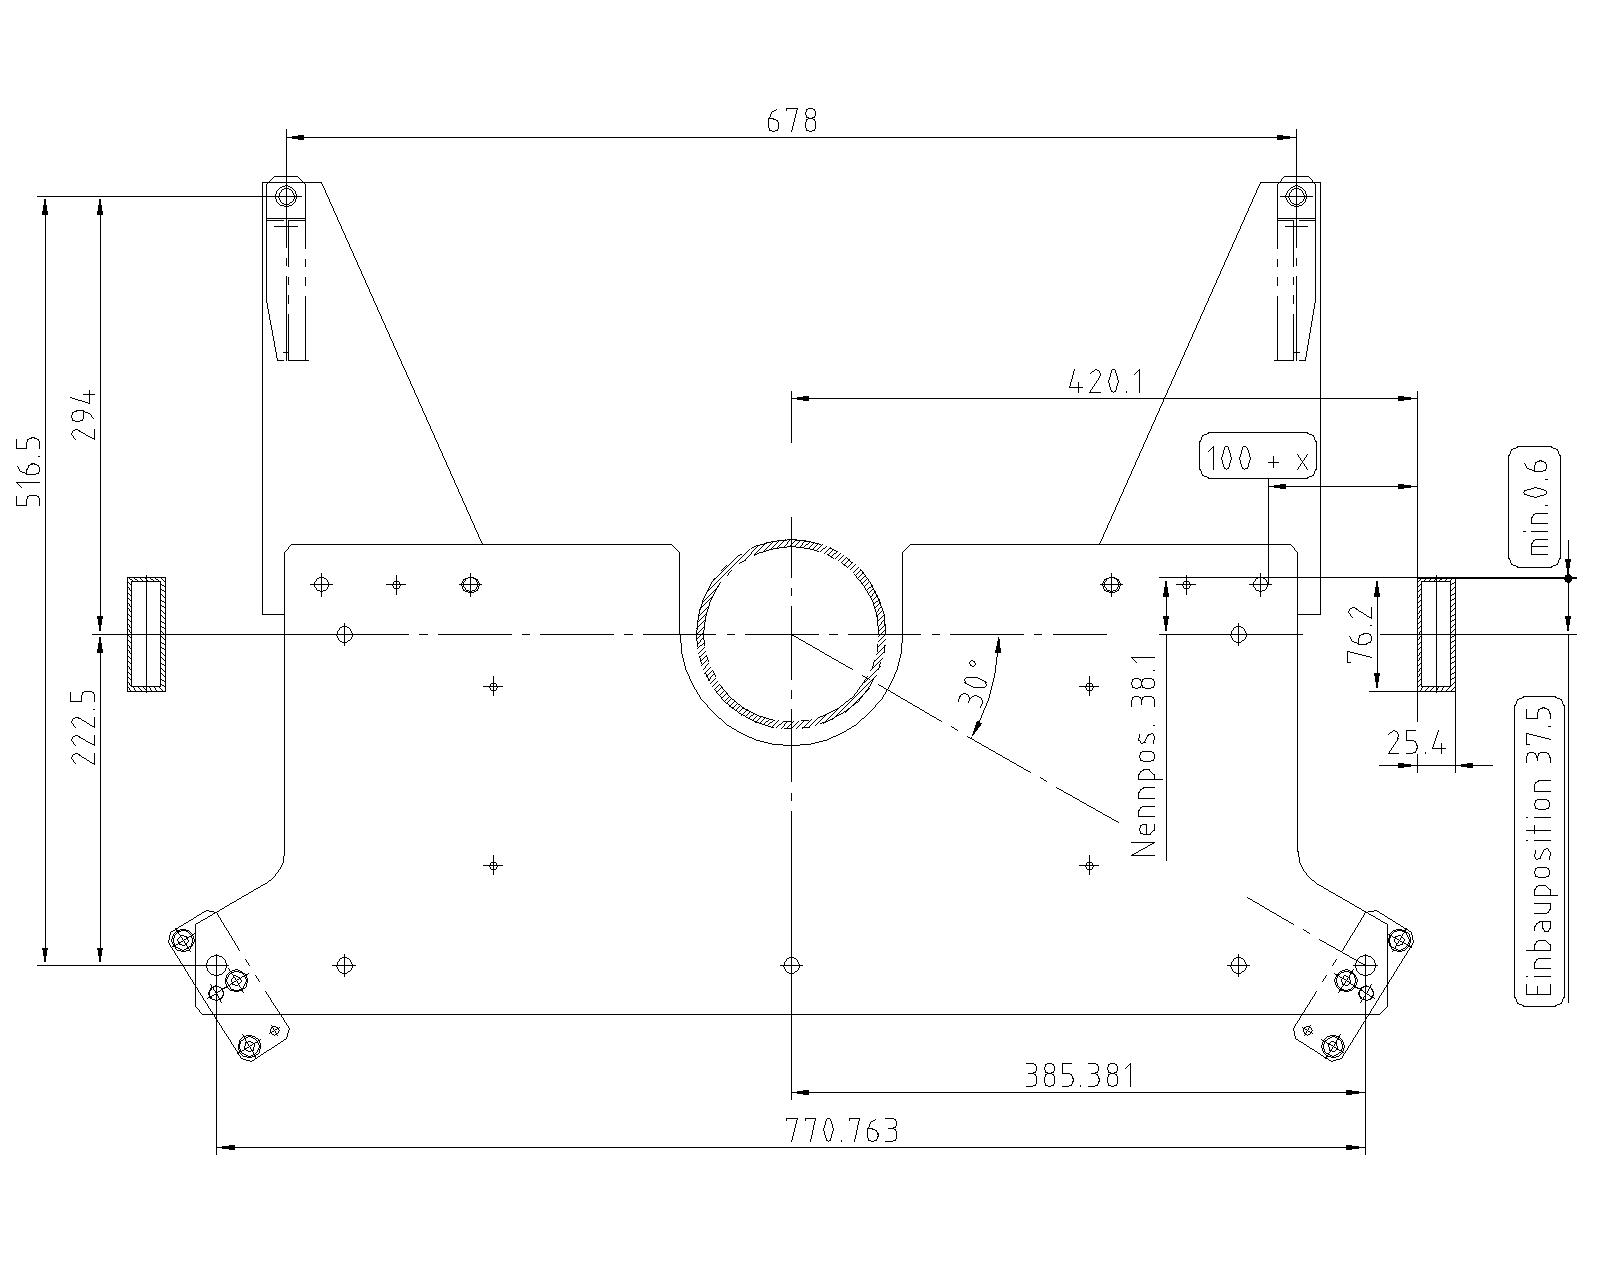 678
420.1
100 + x
min.0.6
294
516.5
76.2
30°
Nennpos. 38.1
222.5
25.4
Einbauposition 37.5
385.381
770.763